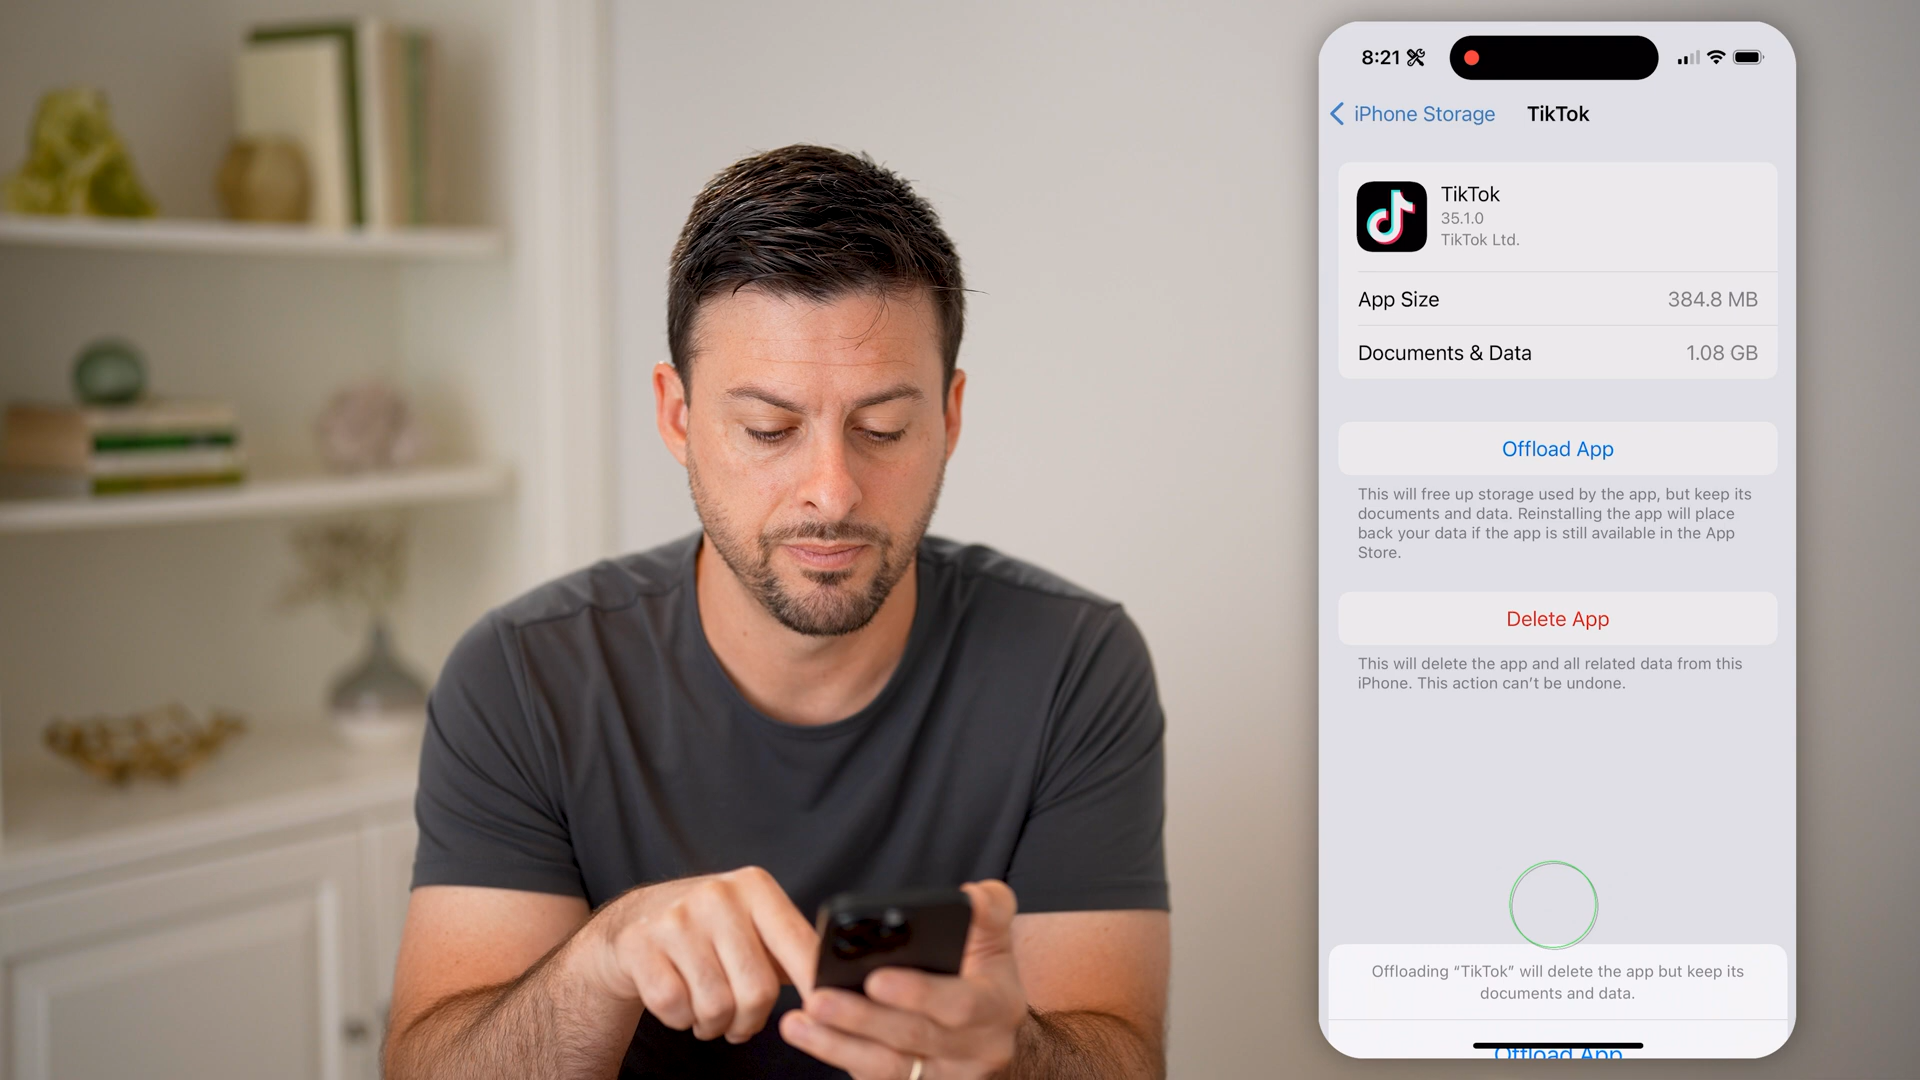 8:21
iPhone Storage
TikTok
TikTok
35.1.0
TikTok Ltd.
App Size
384.8 MB
Documents & Data
1.08 GB
Offload App
This will free up storage used by the app, but keep its
documents and data. Reinstalling the app will place
back your data if the app is still available in the App
Store.
Delete App
This will delete the app and all related data from this
iPhone. This action can’t be undone.
Offloading “TikTok” will delete the app but keep its
documents and data.
Offload App